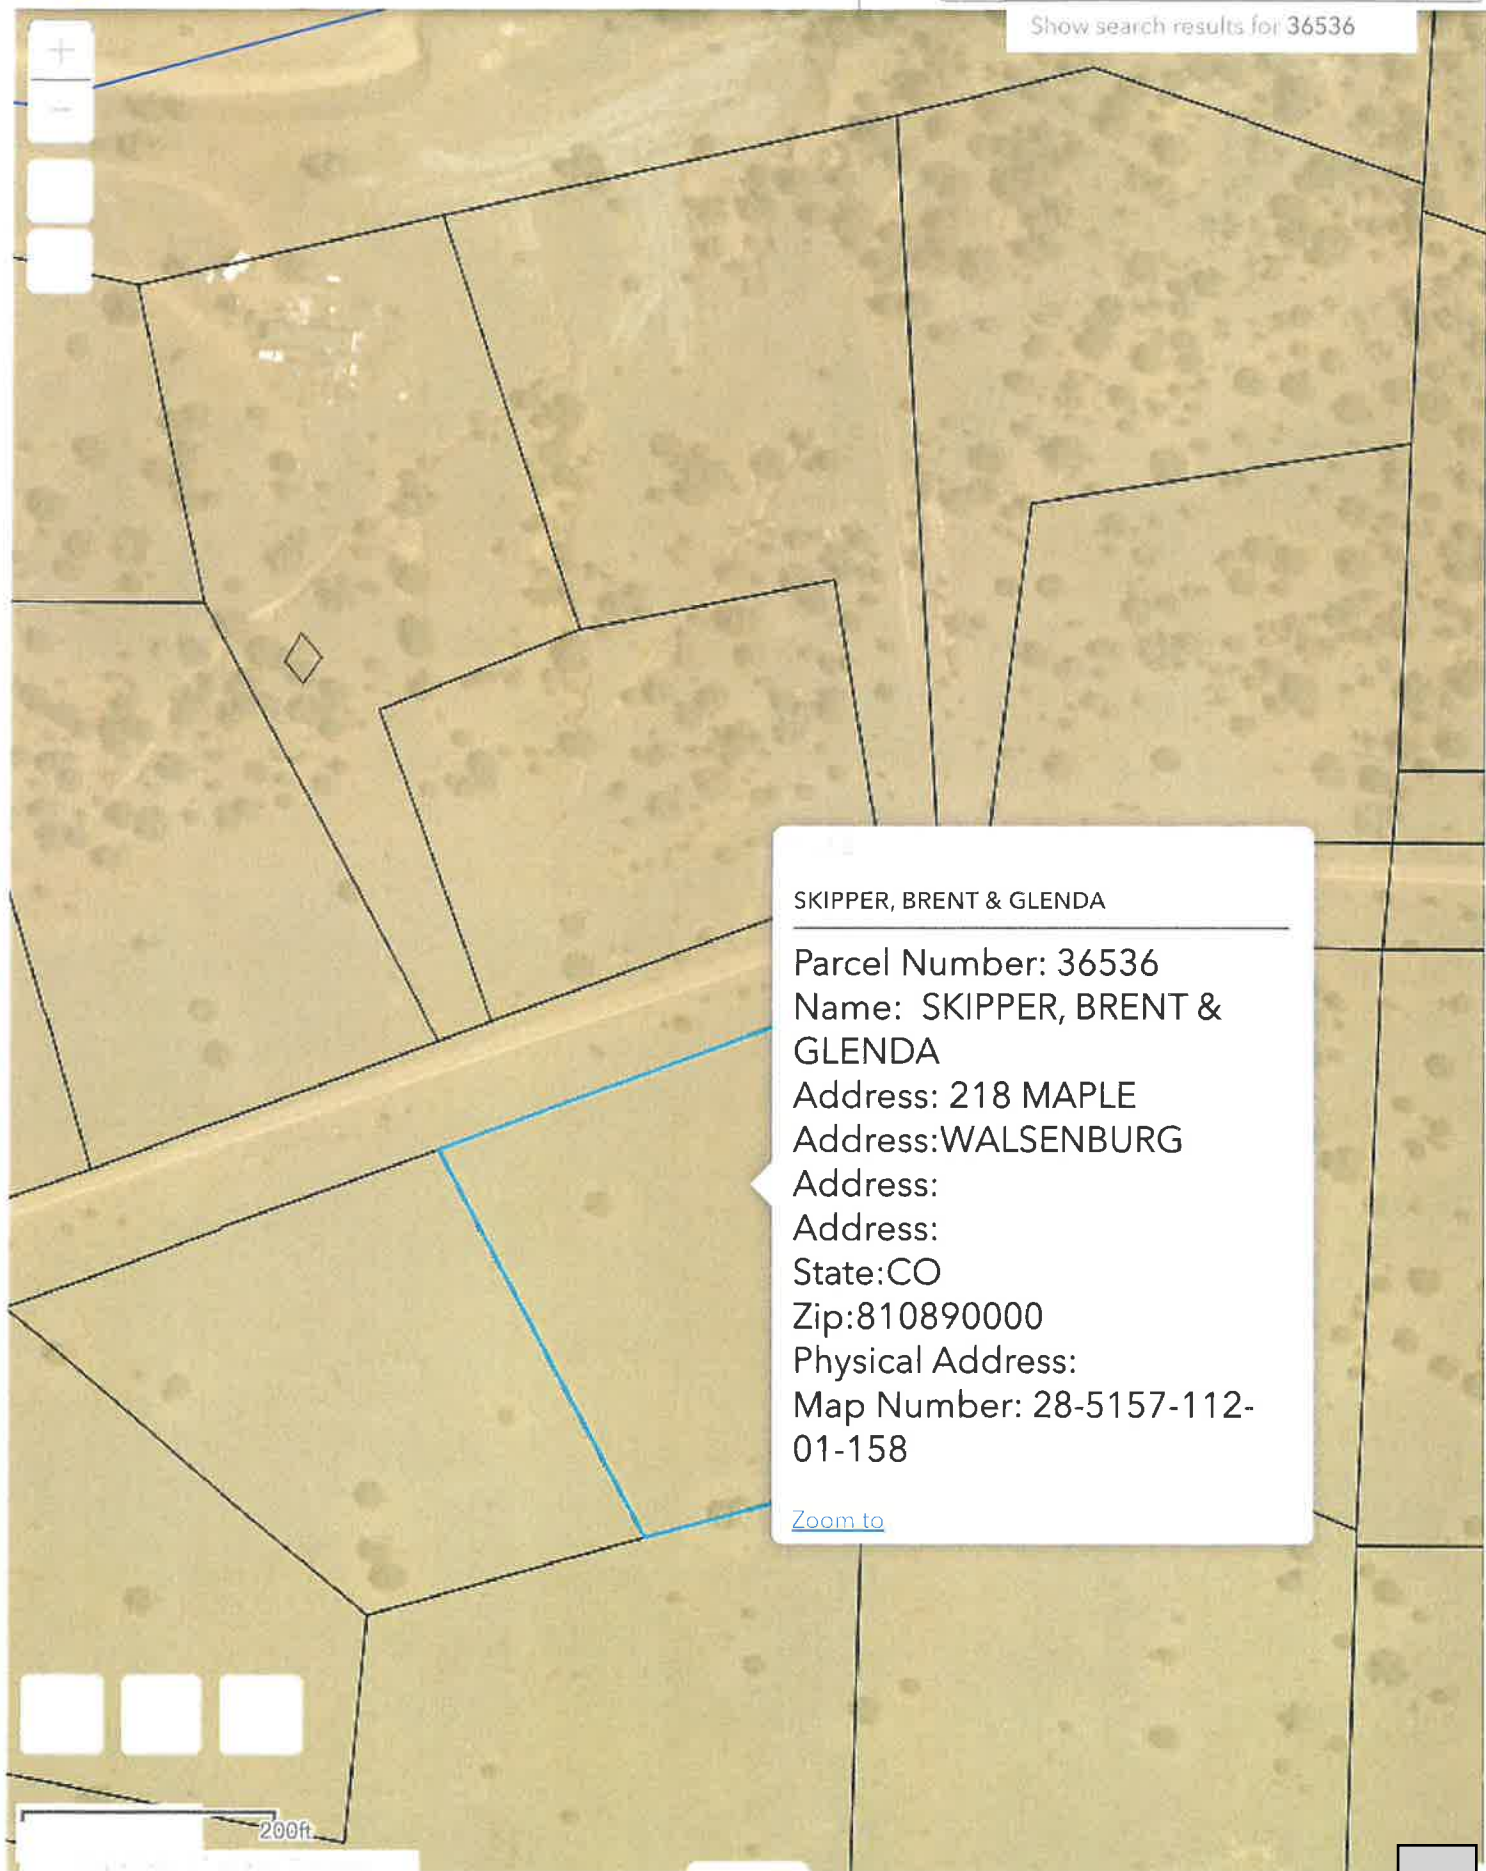 Show search results for 36536
+
−
SKIPPER, BRENT & GLENDA
Parcel Number: 36536
Name: SKIPPER, BRENT &
GLENDA
Address: 218 MAPLE
Address:WALSENBURG
Address:
Address:
State:CO
Zip:810890000
Physical Address:
Map Number: 28-5157-112-
01-158
Zoom to
200ft